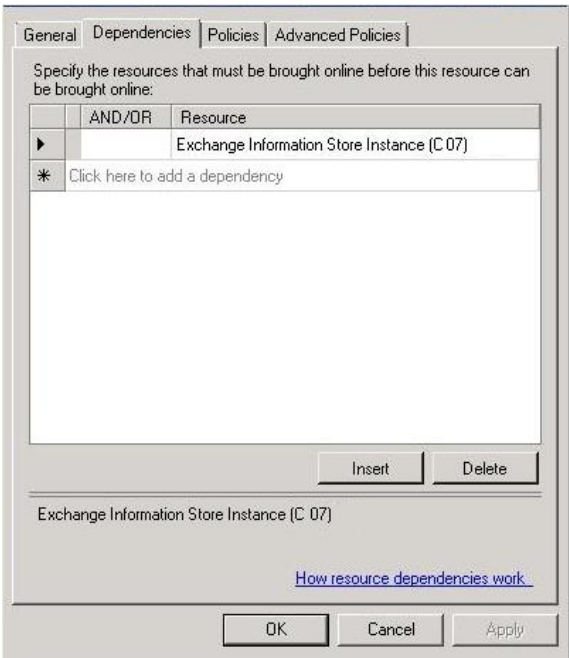 General Dependencies Policies Advanced Policies
Specify the resources that must be brought online before this resource can
be brought online:
AND/OR Resource
Exchange Information Store Instance (C 07)
Click here to add a dependency
Insert Delete
Exchange Information Store Instance (C 07)
How resource dependencies work
OK Cancel Apply